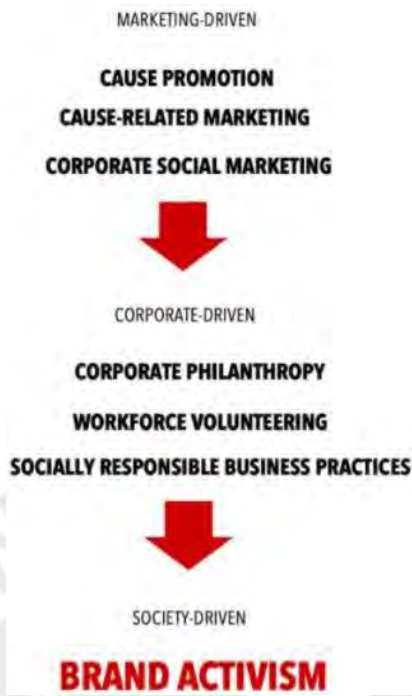 MARKETING-DRIVEN
CAUSE PROMOTION
CAUSE-RELATED MARKETING
CORPORATE SOCIAL MARKETING
CORPORATE-DRIVEN
CORPORATE PHILANTHROPY
WORKFORCE VOLUNTEERING
SOCIALLY RESPONSIBLE BUSINESS PRACTICES
SOCIETY-DRIVEN
BRAND ACTIVISM